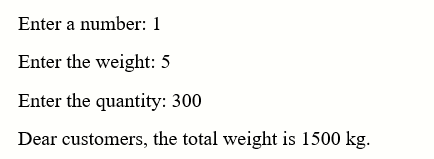 Enter a number: 1
Enter the weight: 5
Enter the quantity: 300
Dear customers, the total weight is 1500 kg.